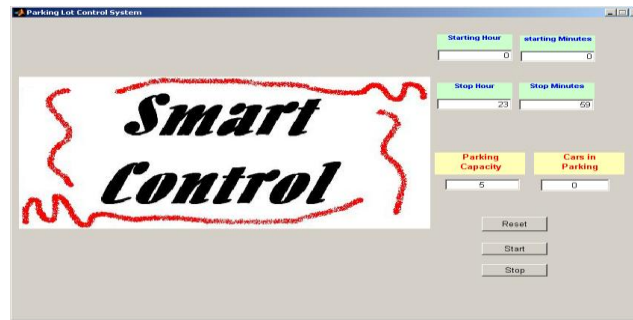 Parking Lot Control System
Starting Hour
starting Minutes
0
0
Stop Hour
Stop Minutes
23
59
Smart
Control
Parking
Capacity
Cars in
Parking
5
0
Reset
Start
Stop